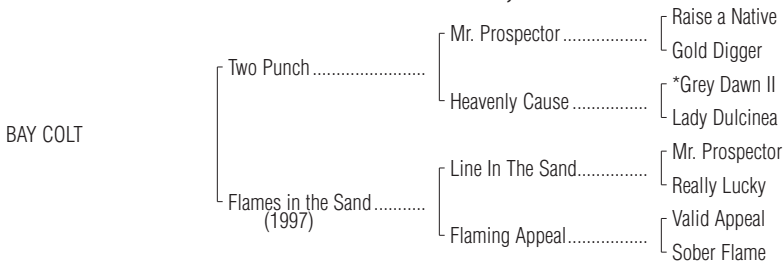 Raise a Native
Mr. Prospector..................
Gold Digger
Two Punch.........................
*Grey Dawn II
Heavenly Cause................
Lady Dulcinea
BAY COLT
Mr. Prospector
Line In The Sand...............
Really Lucky
Flames in the Sand...........
(1997)
Valid Appeal
Flaming Appeal.................
Sober Flame